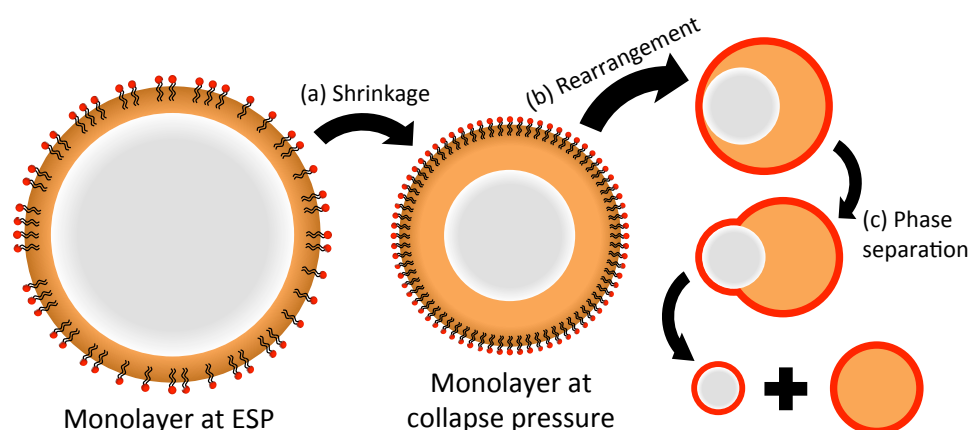 (a) Shrinkage
(b) Rearrangement
(c) Phase
separation
Monolayer at ESP
Monolayer at
collapse pressure